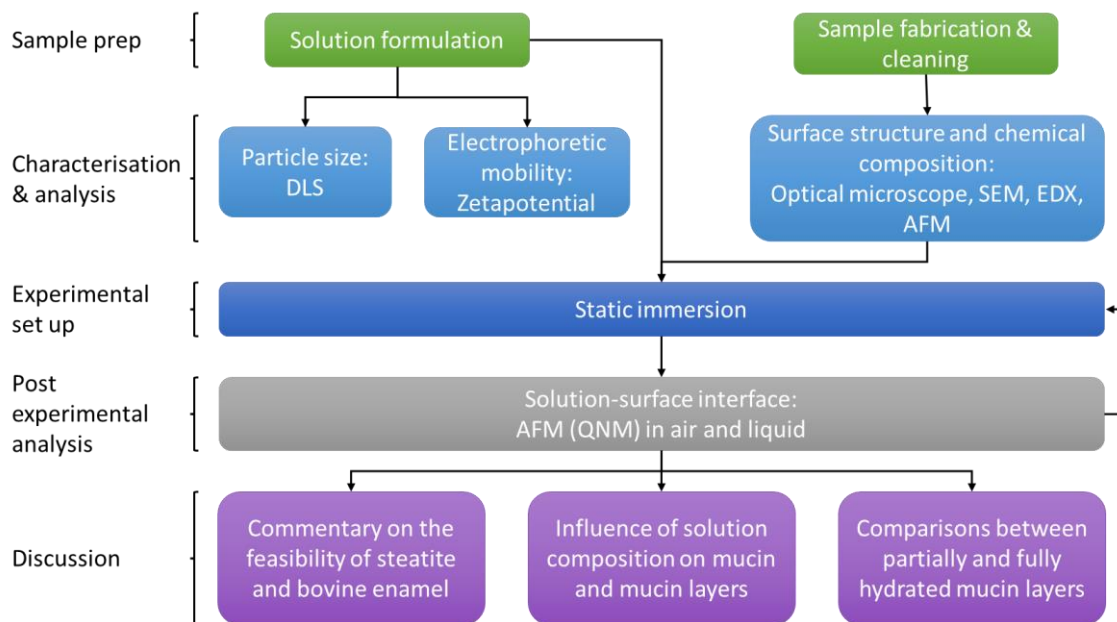 Sample prep
Solution formulation
Sample fabrication &
cleaning
Characterisation
& analysis
Particle size:
DLS
Electrophoretic
mobility:
Zetapotential
Surface structure and chemical
composition:
Optical microscope, SEM, EDX,
AFM
Experimental
set up
Static immersion
Post
experimental
analysis
Solution-surface interface:
AFM (QNM) in air and liquid
Discussion
Commentary on the
feasibility of steatite
and bovine enamel
Influence of solution
composition on mucin
and mucin layers
Comparisons between
partially and fully
hydrated mucin layers